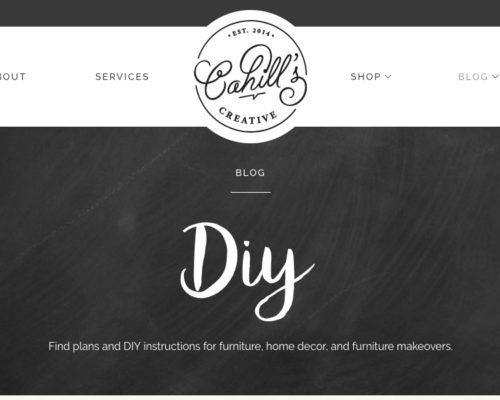 • EST. 2014 •
Cahill's
CREATIVE
BOUT
SERVICES
SHOP
BLOG
BLOG
Diy
Find plans and DIY instructions for furniture, home decor, and furniture makeovers.